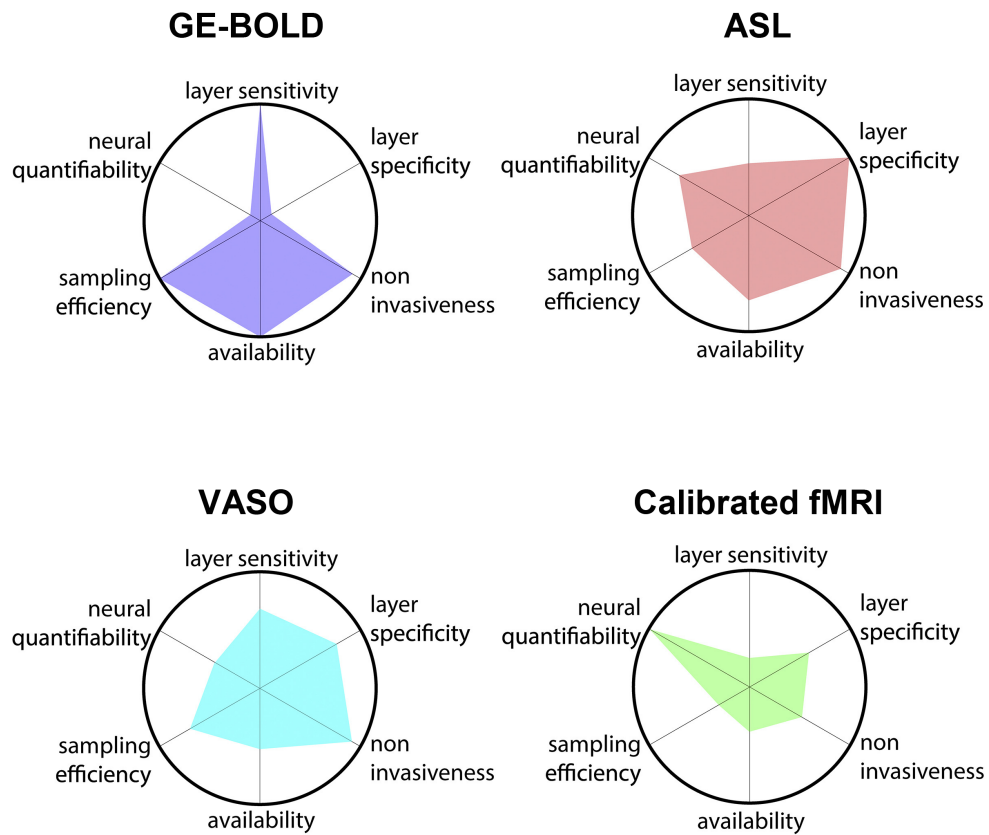 GE-BOLD
layer sensitivity
neural
quantifiability
layer
specificity
sampling
efficiency
non
invasiveness
availability
ASL
layer sensitivity
neural
quantifiability
layer
specificity
sampling
efficiency
non
invasiveness
availability
VASO
layer sensitivity
neural
quantifiability
layer
specificity
sampling
efficiency
non
invasiveness
availability
Calibrated fMRI
layer sensitivity
neural
quantifiability
layer
specificity
sampling
efficiency
non
invasiveness
availability